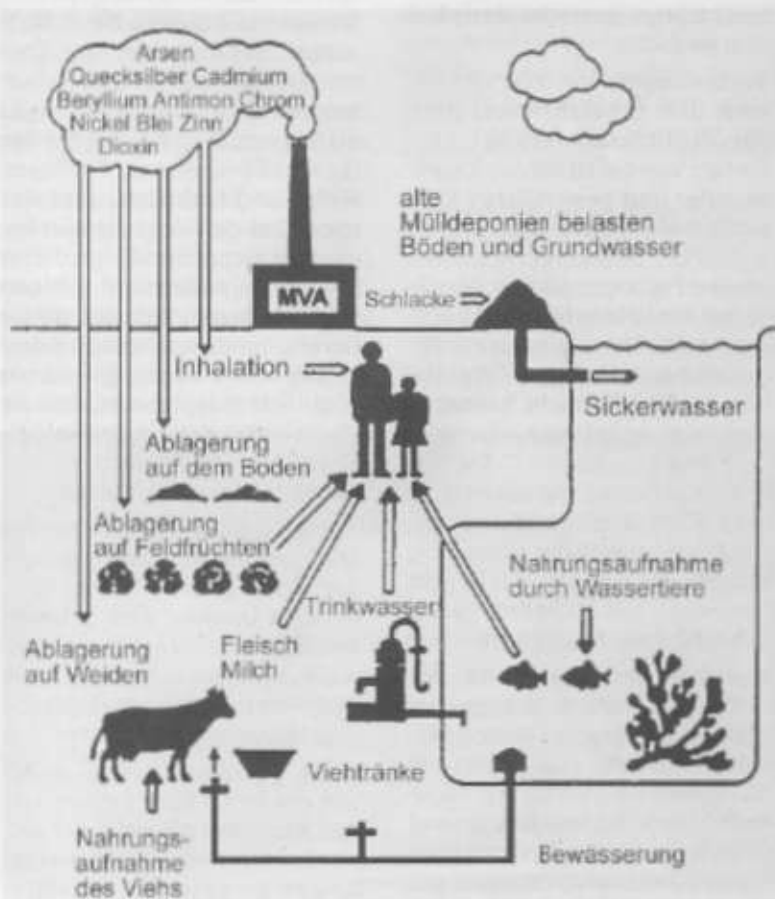 Arsen
Quecksilber Cadmium
Beryllium Antimon Chrom
Nickel Blei Zinn
Dioxin
alte
Mülldeponier belasten
Böden und Grundwasser
MVA
Schlacke
Inhalation
Sickerwasser
Ablagerung
auf dem Boden
Ablagerung
auf Feldfrüchten
Nahrungsaufnahme
durch Wassertiere
Trinkwasser
Ablagerung
auf Weiden
Fleisch
Milch
Viehtränke
Nahrungs-
aufnahme
des Viehs
Bewässerung